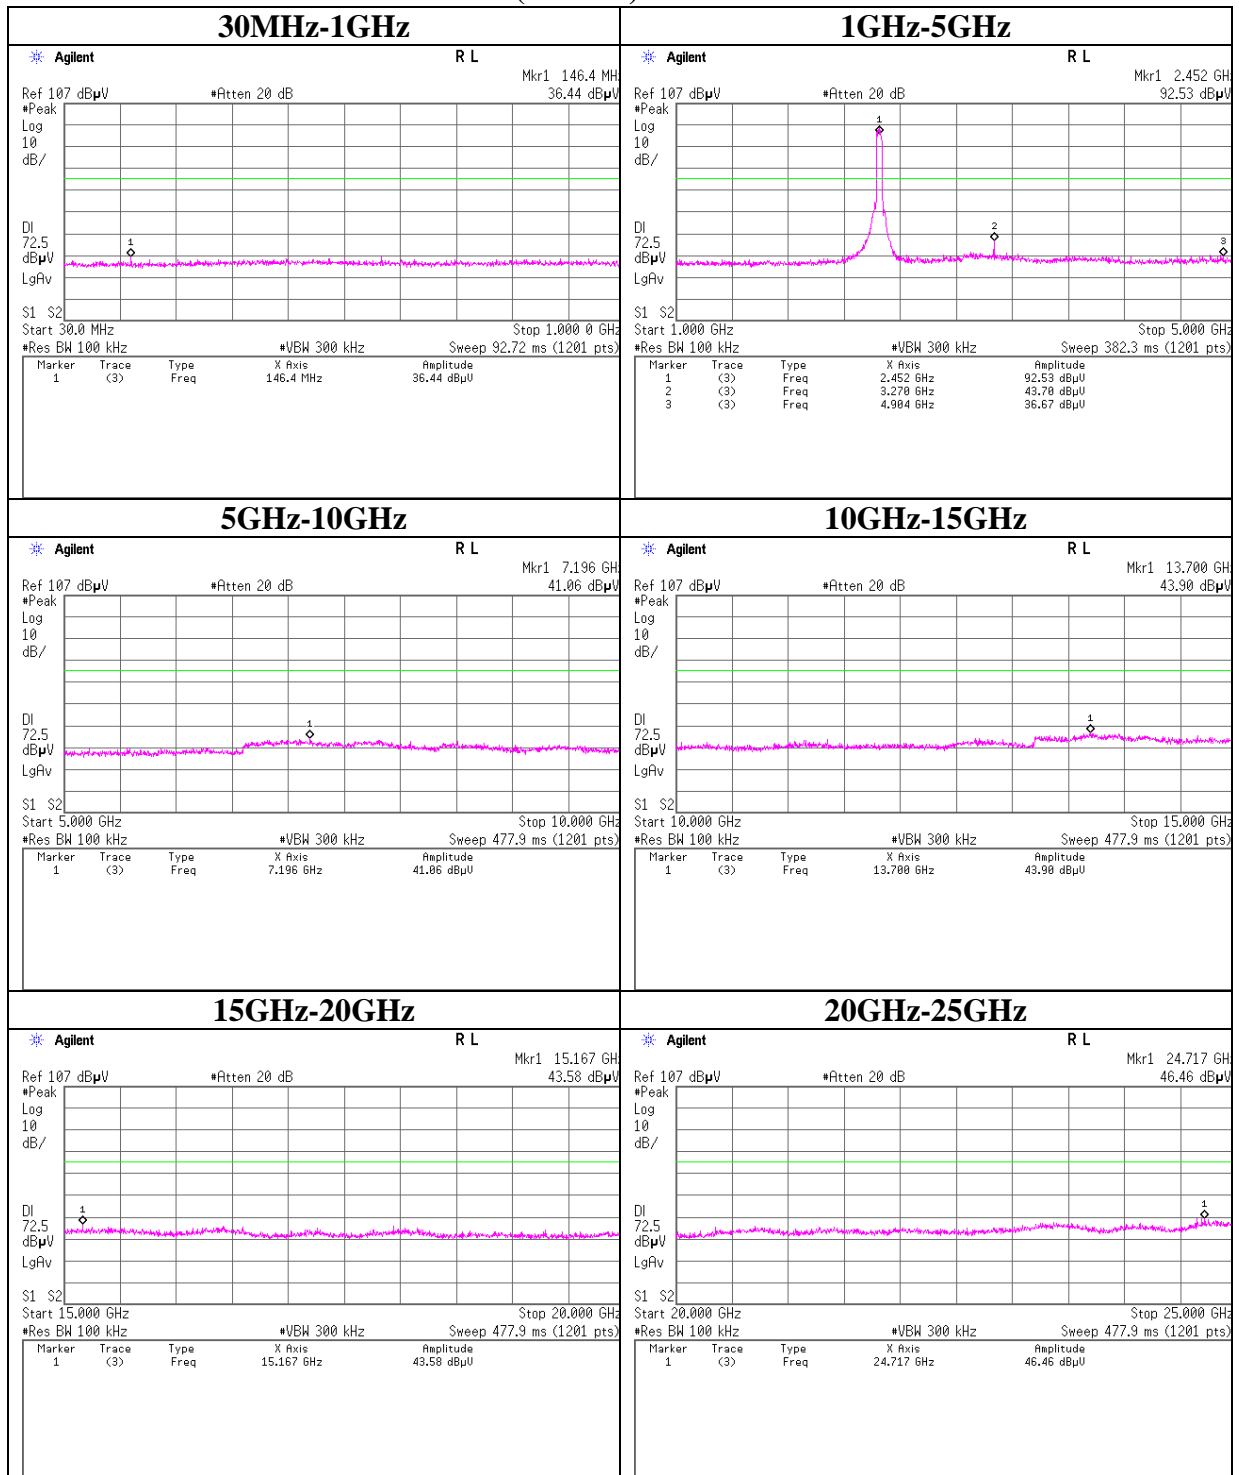 30MHz-1GHz
Agilent R L
Mkr1 146.4 MHz
Ref 107 dBµV #Atten 20 dB 36.44 dBµV
#Peak
Log
10
dB/
1
DI
72.5
dBµV
LgAv
S1 S2
Start 30.0 MHz Stop 1.000 0 GHz
#Res BW 100 kHz #VBW 300 kHz Sweep 92.72 ms (1201 pts)
Marker Trace Type X Axis Amplitude
1 (3) Freq 146.4 MHz 36.44 dBµV
1GHz-5GHz
Agilent R L
Mkr1 2.452 GHz
Ref 107 dBµV #Atten 20 dB 92.53 dBµV
#Peak
Log
10
dB/
1
2
3
DI
72.5
dBµV
LgAv
S1 S2
Start 1.000 GHz Stop 5.000 GHz
#Res BW 100 kHz #VBW 300 kHz Sweep 382.3 ms (1201 pts)
Marker Trace Type X Axis Amplitude
1 (3) Freq 2.452 GHz 92.53 dBµV
2 (3) Freq 3.270 GHz 43.70 dBµV
3 (3) Freq 4.904 GHz 36.67 dBµV
5GHz-10GHz
Agilent R L
Mkr1 7.196 GHz
Ref 107 dBµV #Atten 20 dB 41.06 dBµV
#Peak
Log
10
dB/
1
DI
72.5
dBµV
LgAv
S1 S2
Start 5.000 GHz Stop 10.000 GHz
#Res BW 100 kHz #VBW 300 kHz Sweep 477.9 ms (1201 pts)
Marker Trace Type X Axis Amplitude
1 (3) Freq 7.196 GHz 41.06 dBµV
10GHz-15GHz
Agilent R L
Mkr1 13.700 GHz
Ref 107 dBµV #Atten 20 dB 43.90 dBµV
#Peak
Log
10
dB/
1
DI
72.5
dBµV
LgAv
S1 S2
Start 10.000 GHz Stop 15.000 GHz
#Res BW 100 kHz #VBW 300 kHz Sweep 477.9 ms (1201 pts)
Marker Trace Type X Axis Amplitude
1 (3) Freq 13.700 GHz 43.90 dBµV
15GHz-20GHz
Agilent R L
Mkr1 15.167 GHz
Ref 107 dBµV #Atten 20 dB 43.58 dBµV
#Peak
Log
10
dB/
1
DI
72.5
dBµV
LgAv
S1 S2
Start 15.000 GHz Stop 20.000 GHz
#Res BW 100 kHz #VBW 300 kHz Sweep 477.9 ms (1201 pts)
Marker Trace Type X Axis Amplitude
1 (3) Freq 15.167 GHz 43.58 dBµV
20GHz-25GHz
Agilent R L
Mkr1 24.717 GHz
Ref 107 dBµV #Atten 20 dB 46.46 dBµV
#Peak
Log
10
dB/
1
DI
72.5
dBµV
LgAv
S1 S2
Start 20.000 GHz Stop 25.000 GHz
#Res BW 100 kHz #VBW 300 kHz Sweep 477.9 ms (1201 pts)
Marker Trace Type X Axis Amplitude
1 (3) Freq 24.717 GHz 46.46 dBµV